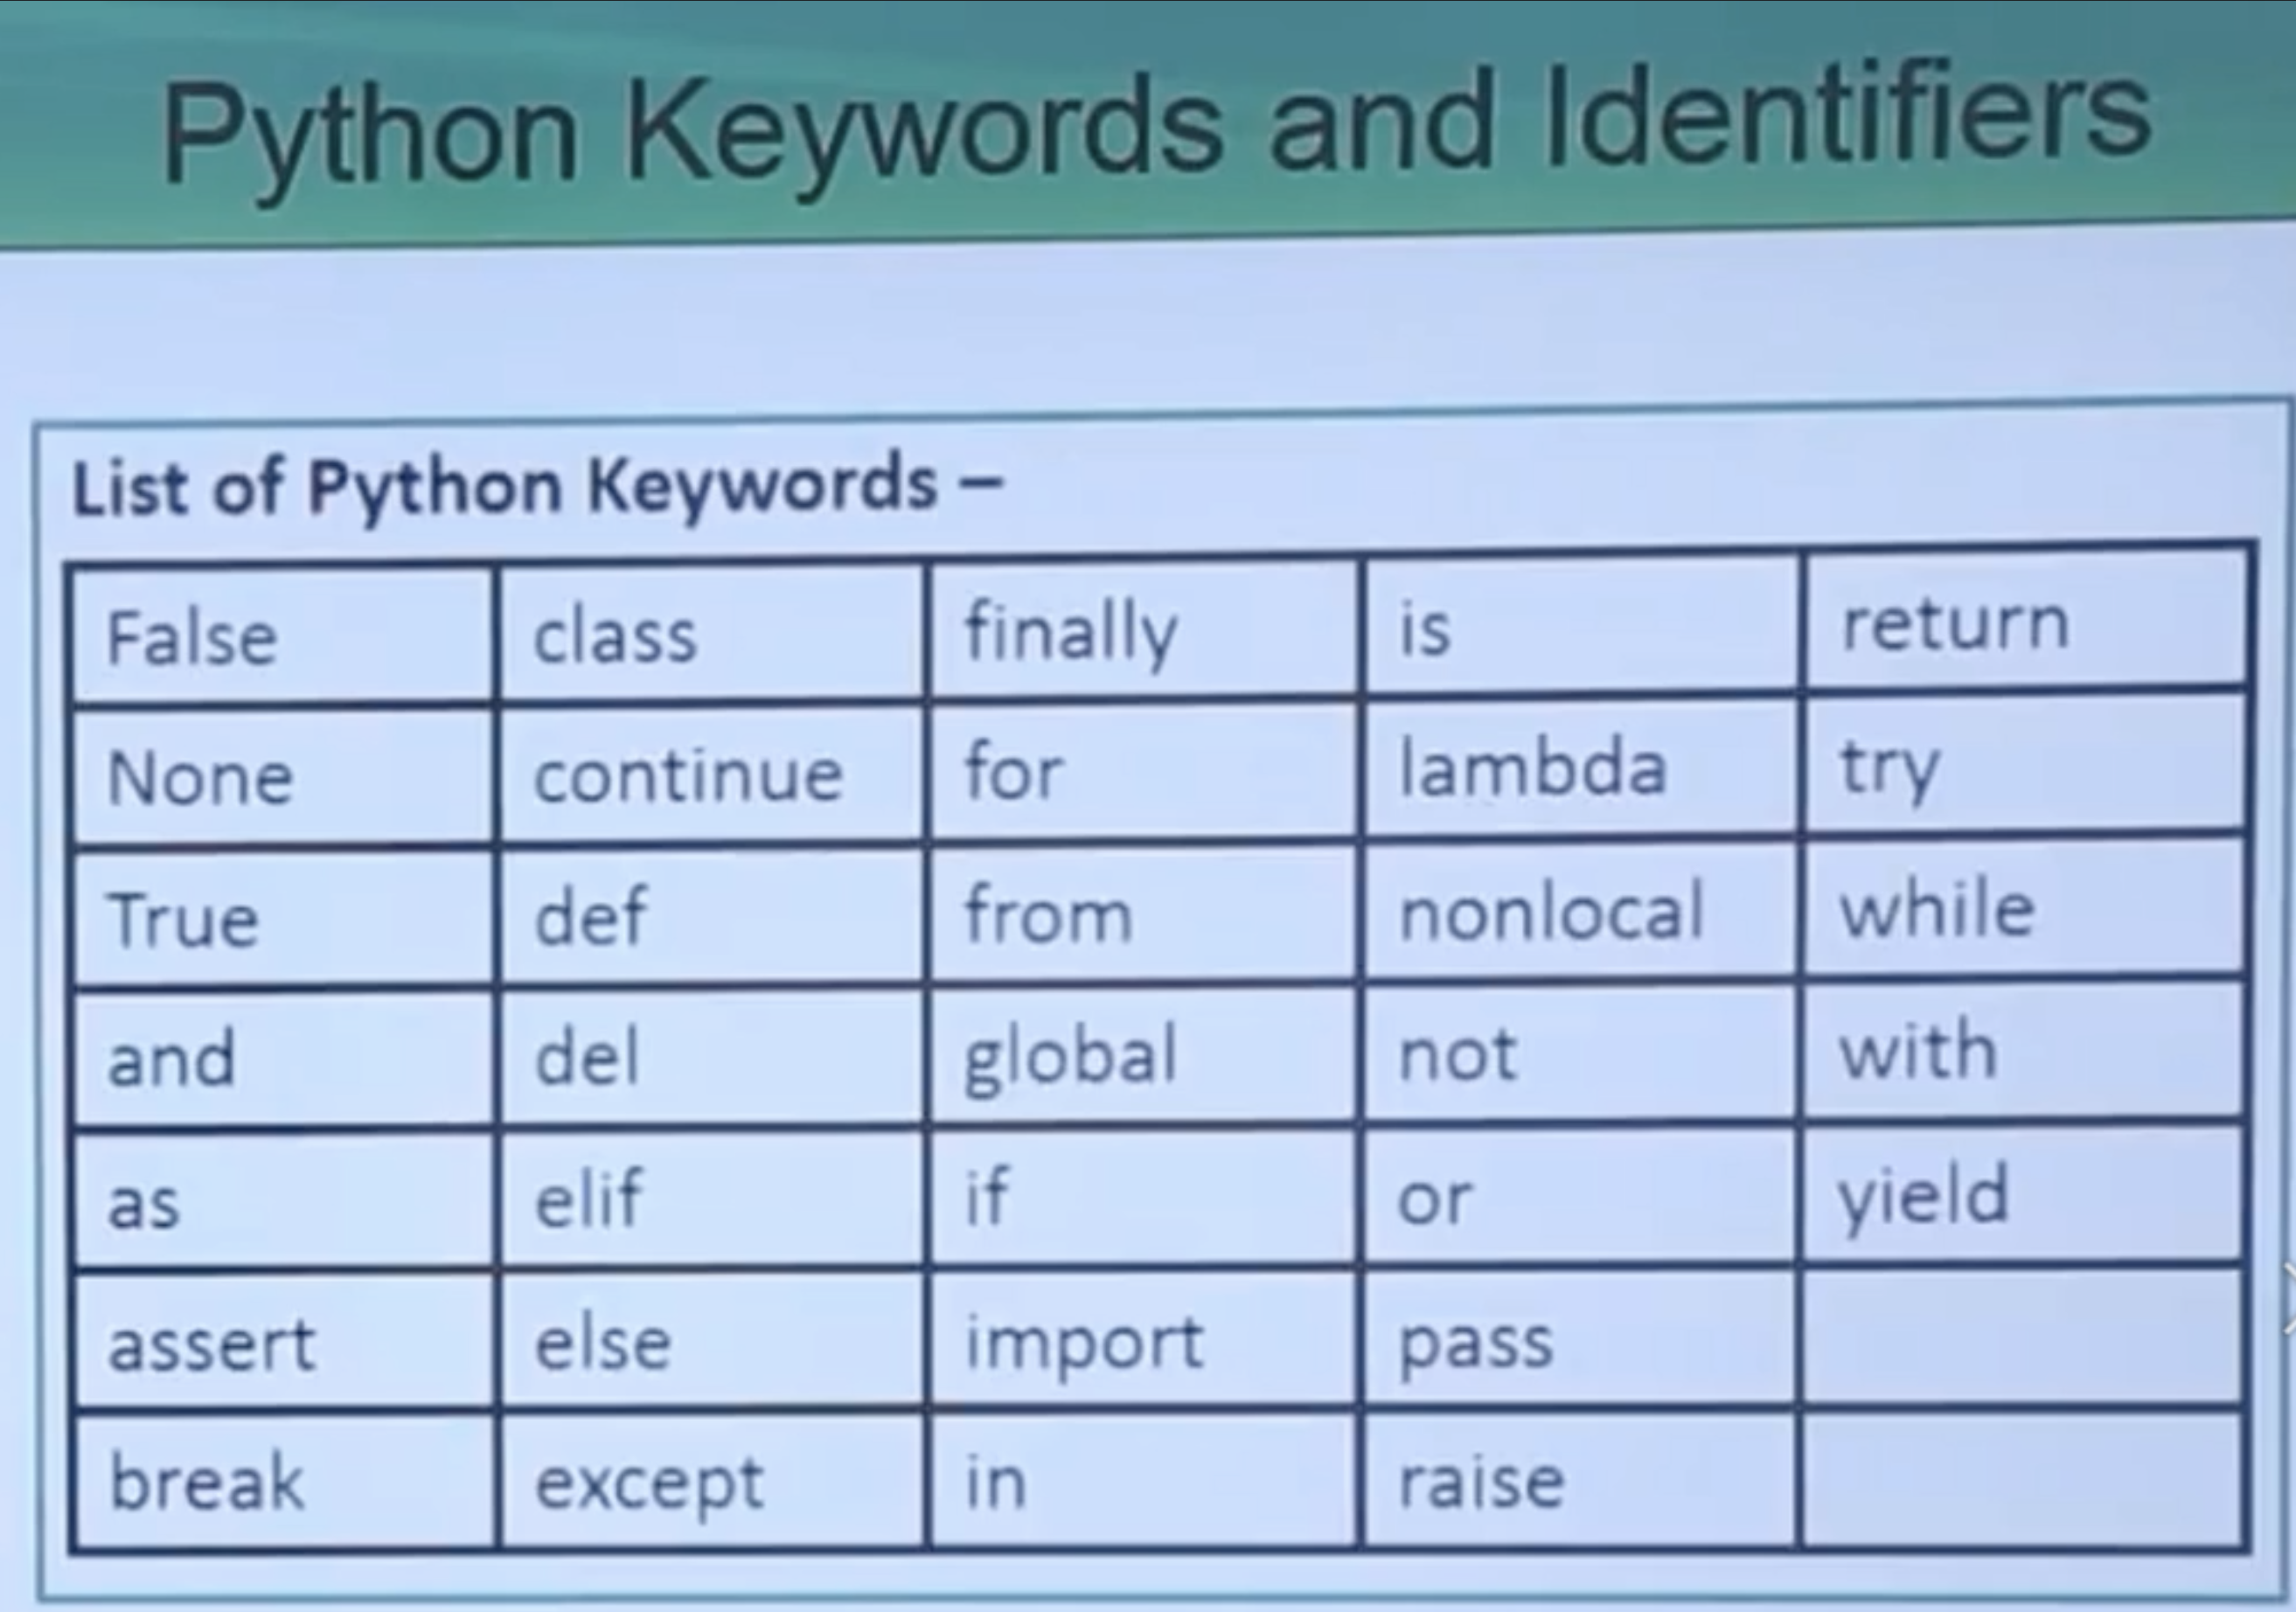 Python Keywords and Identifiers
List of Python Keywords –
False class finally is return
None continue for lambda try
True def from nonlocal while
and del global not with
as elif if or yield
assert else import pass
break except in raise